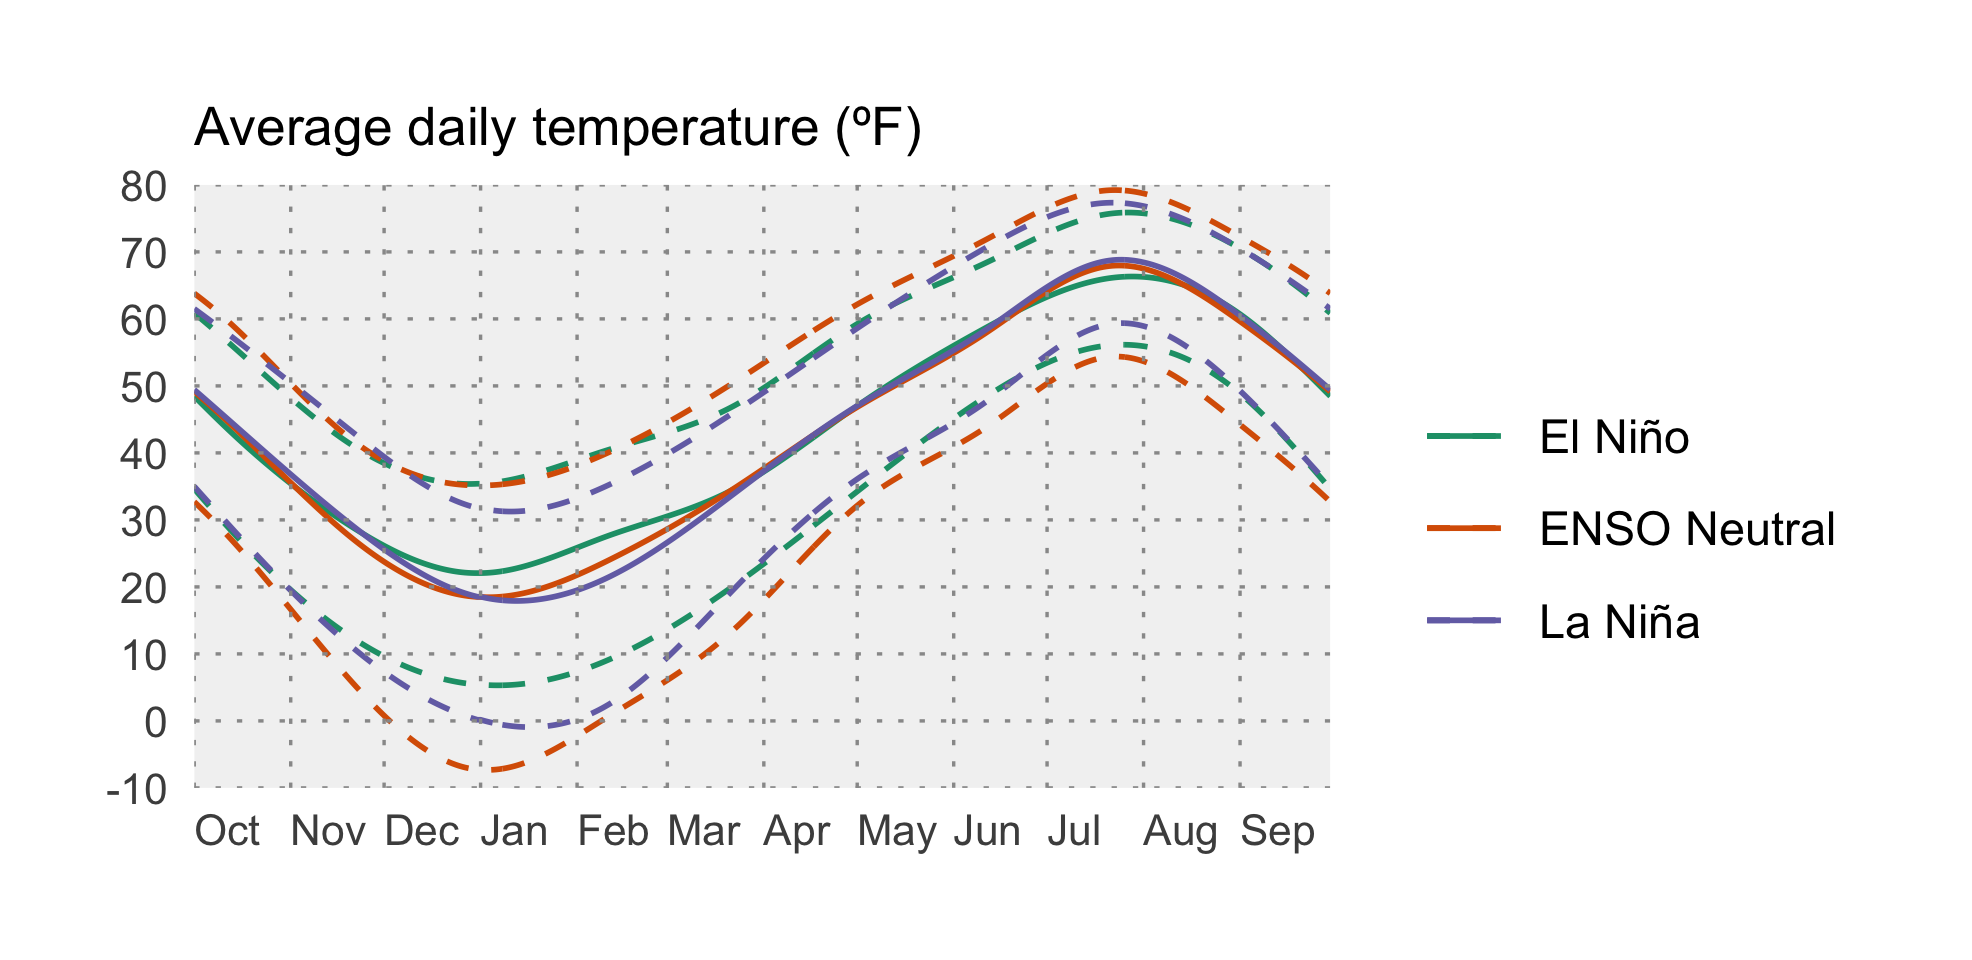 Average daily temperature (ºF)
80
70
60
50
40
30
20
10
0
-10
Oct Nov Dec Jan Feb Mar Apr May Jun Jul Aug Sep
El Niño
ENSO Neutral
La Niña